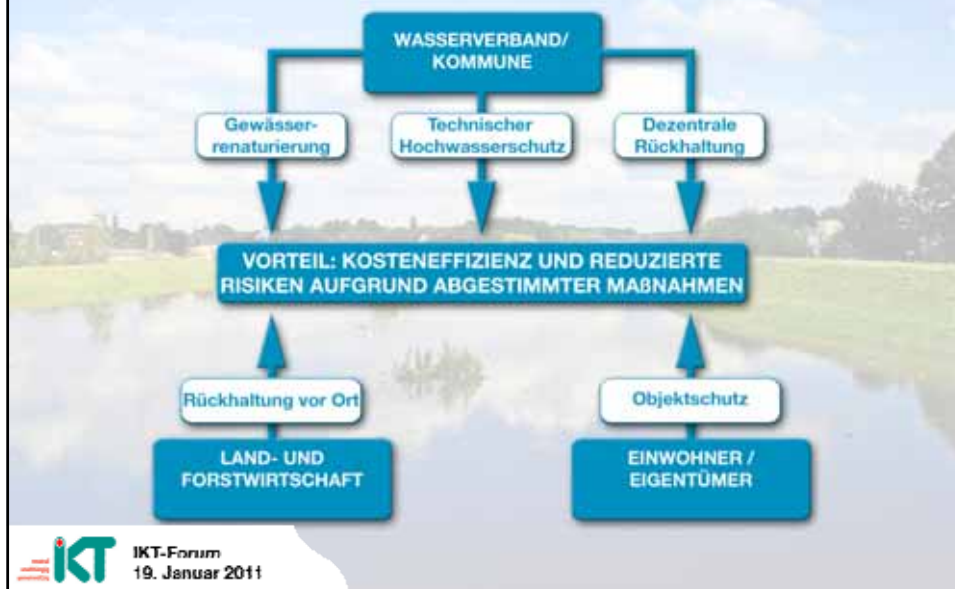 WASSERVERBAND/
KOMMUNE
Gewässer-
renaturierung
Technischer
Hochwasserschutz
Dezentrale
Rückhaltung
VORTEIL: KOSTENEFFIZIENZ UND REDUZIERTE
RISIKEN AUFGRUND ABGESTIMMTER MAßNAHMEN
Rückhaltung vor Ort
Objektschutz
LAND- UND
FORSTWIRTSCHAFT
EINWOHNER /
EIGENTÜMER
IKT
IKT-Forum
19. Januar 2011